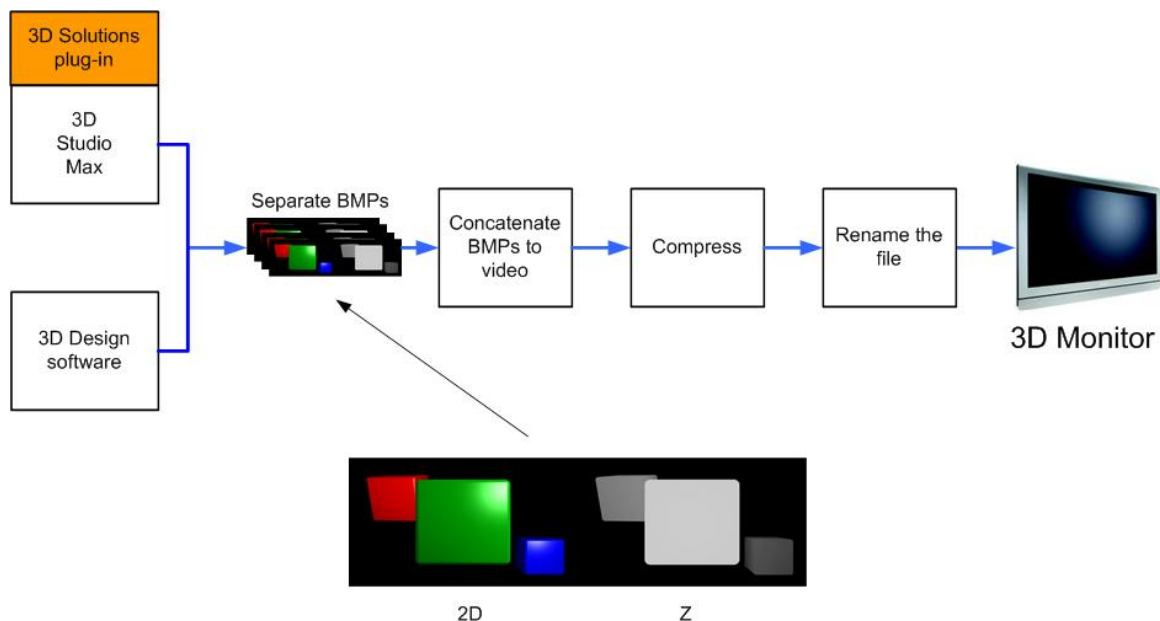 3D Solutions
plug-in
3D
Studio
Max
3D Design
software
Separate BMPs
Concatenate
BMPs to
video
Compress
Rename the
file
3D Monitor
2D
Z